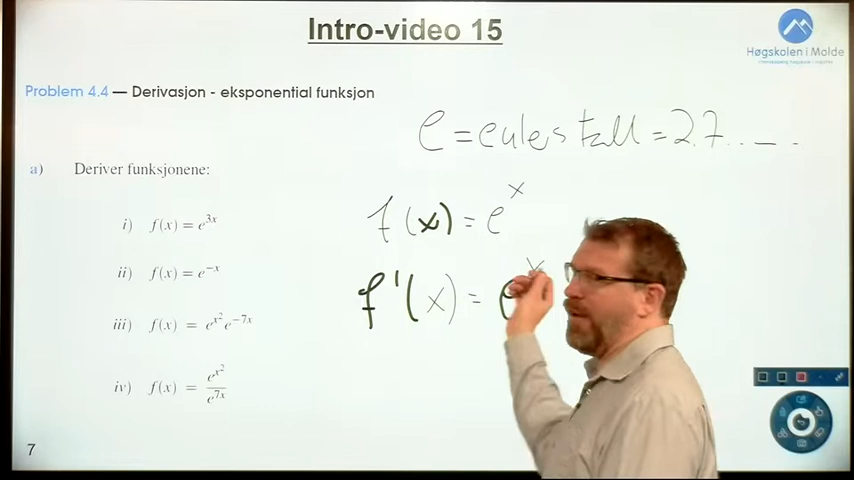 Intro-video 15
Høgskolen i Molde
Problem 4.4 — Derivasjon - eksponential funksjon
e = eulers tall = 2.7.....
a) Deriver funksjonene:
i) f(x) = e^{3x}
f(x) = e^x
ii) f(x) = e^{-x}
f'(x) = e^x
iii) f(x) = e^{x^2} e^{-7x}
iv) f(x) = \frac{e^{x^2}}{e^{7x}}
7